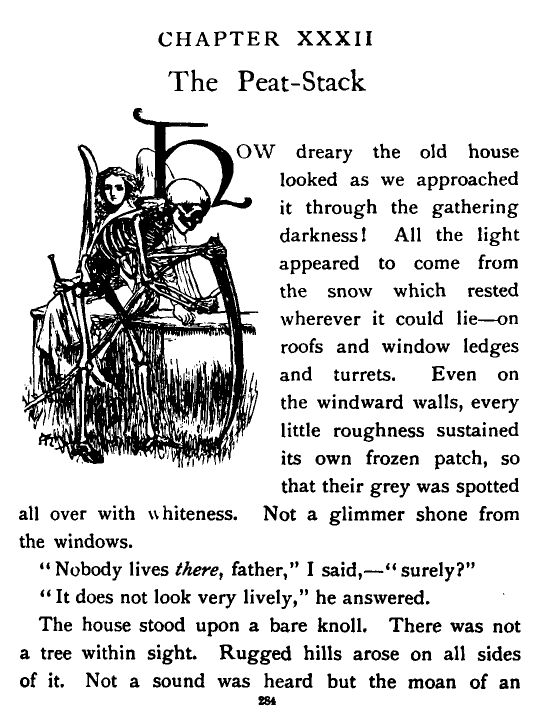 CHAPTER XXXII
The Peat-Stack
HOW dreary the old house
looked as we approached
it through the gathering
darkness! All the light
appeared to come from
the snow which rested
wherever it could lie—on
roofs and window ledges
and turrets. Even on
the windward walls, every
little roughness sustained
its own frozen patch, so
that their grey was spotted
all over with whiteness. Not a glimmer shone from
the windows.
“Nobody lives there, father,” I said,—“surely?”
“It does not look very lively,” he answered.
The house stood upon a bare knoll. There was not
a tree within sight. Rugged hills arose on all sides
of it. Not a sound was heard but the moan of an
284